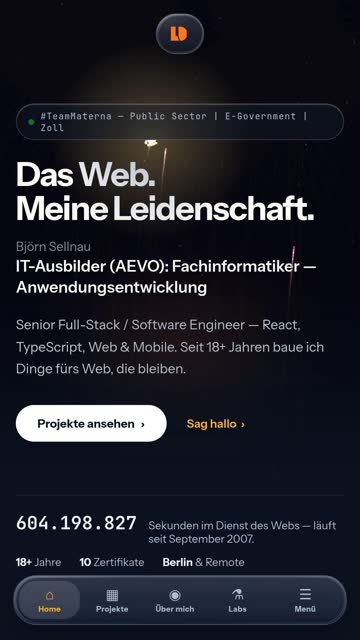 #TeamMaterna — Public Sector | E-Government |
Zoll
Das Web.
Meine Leidenschaft.
Björn Sellnau
IT-Ausbilder (AEVO): Fachinformatiker —
Anwendungsentwicklung
Senior Full-Stack / Software Engineer — React,
TypeScript, Web & Mobile. Seit 18+ Jahren baue ich
Dinge fürs Web, die bleiben.
Projekte ansehen ›
Sag hallo ›
604.198.827
Sekunden im Dienst des Webs — läuft
seit September 2007.
18+ Jahre
10 Zertifikate
Berlin & Remote
Home
Projekte
Über mich
Labs
Menü